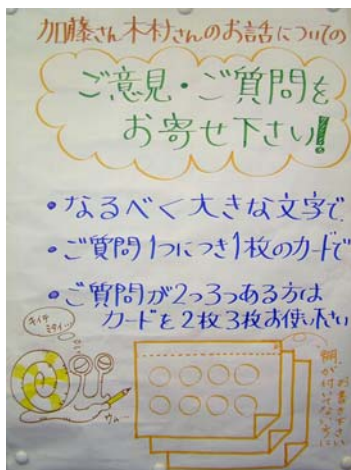 加藤さん木村さんのお話についての
ご意見・ご質問を
お寄せ下さい!
・なるべく大きな文字で
・ご質問1つにつき1枚のカードで
・ご質問が2つ3つある方は
カードを2枚3枚お使い下さい
ウムー